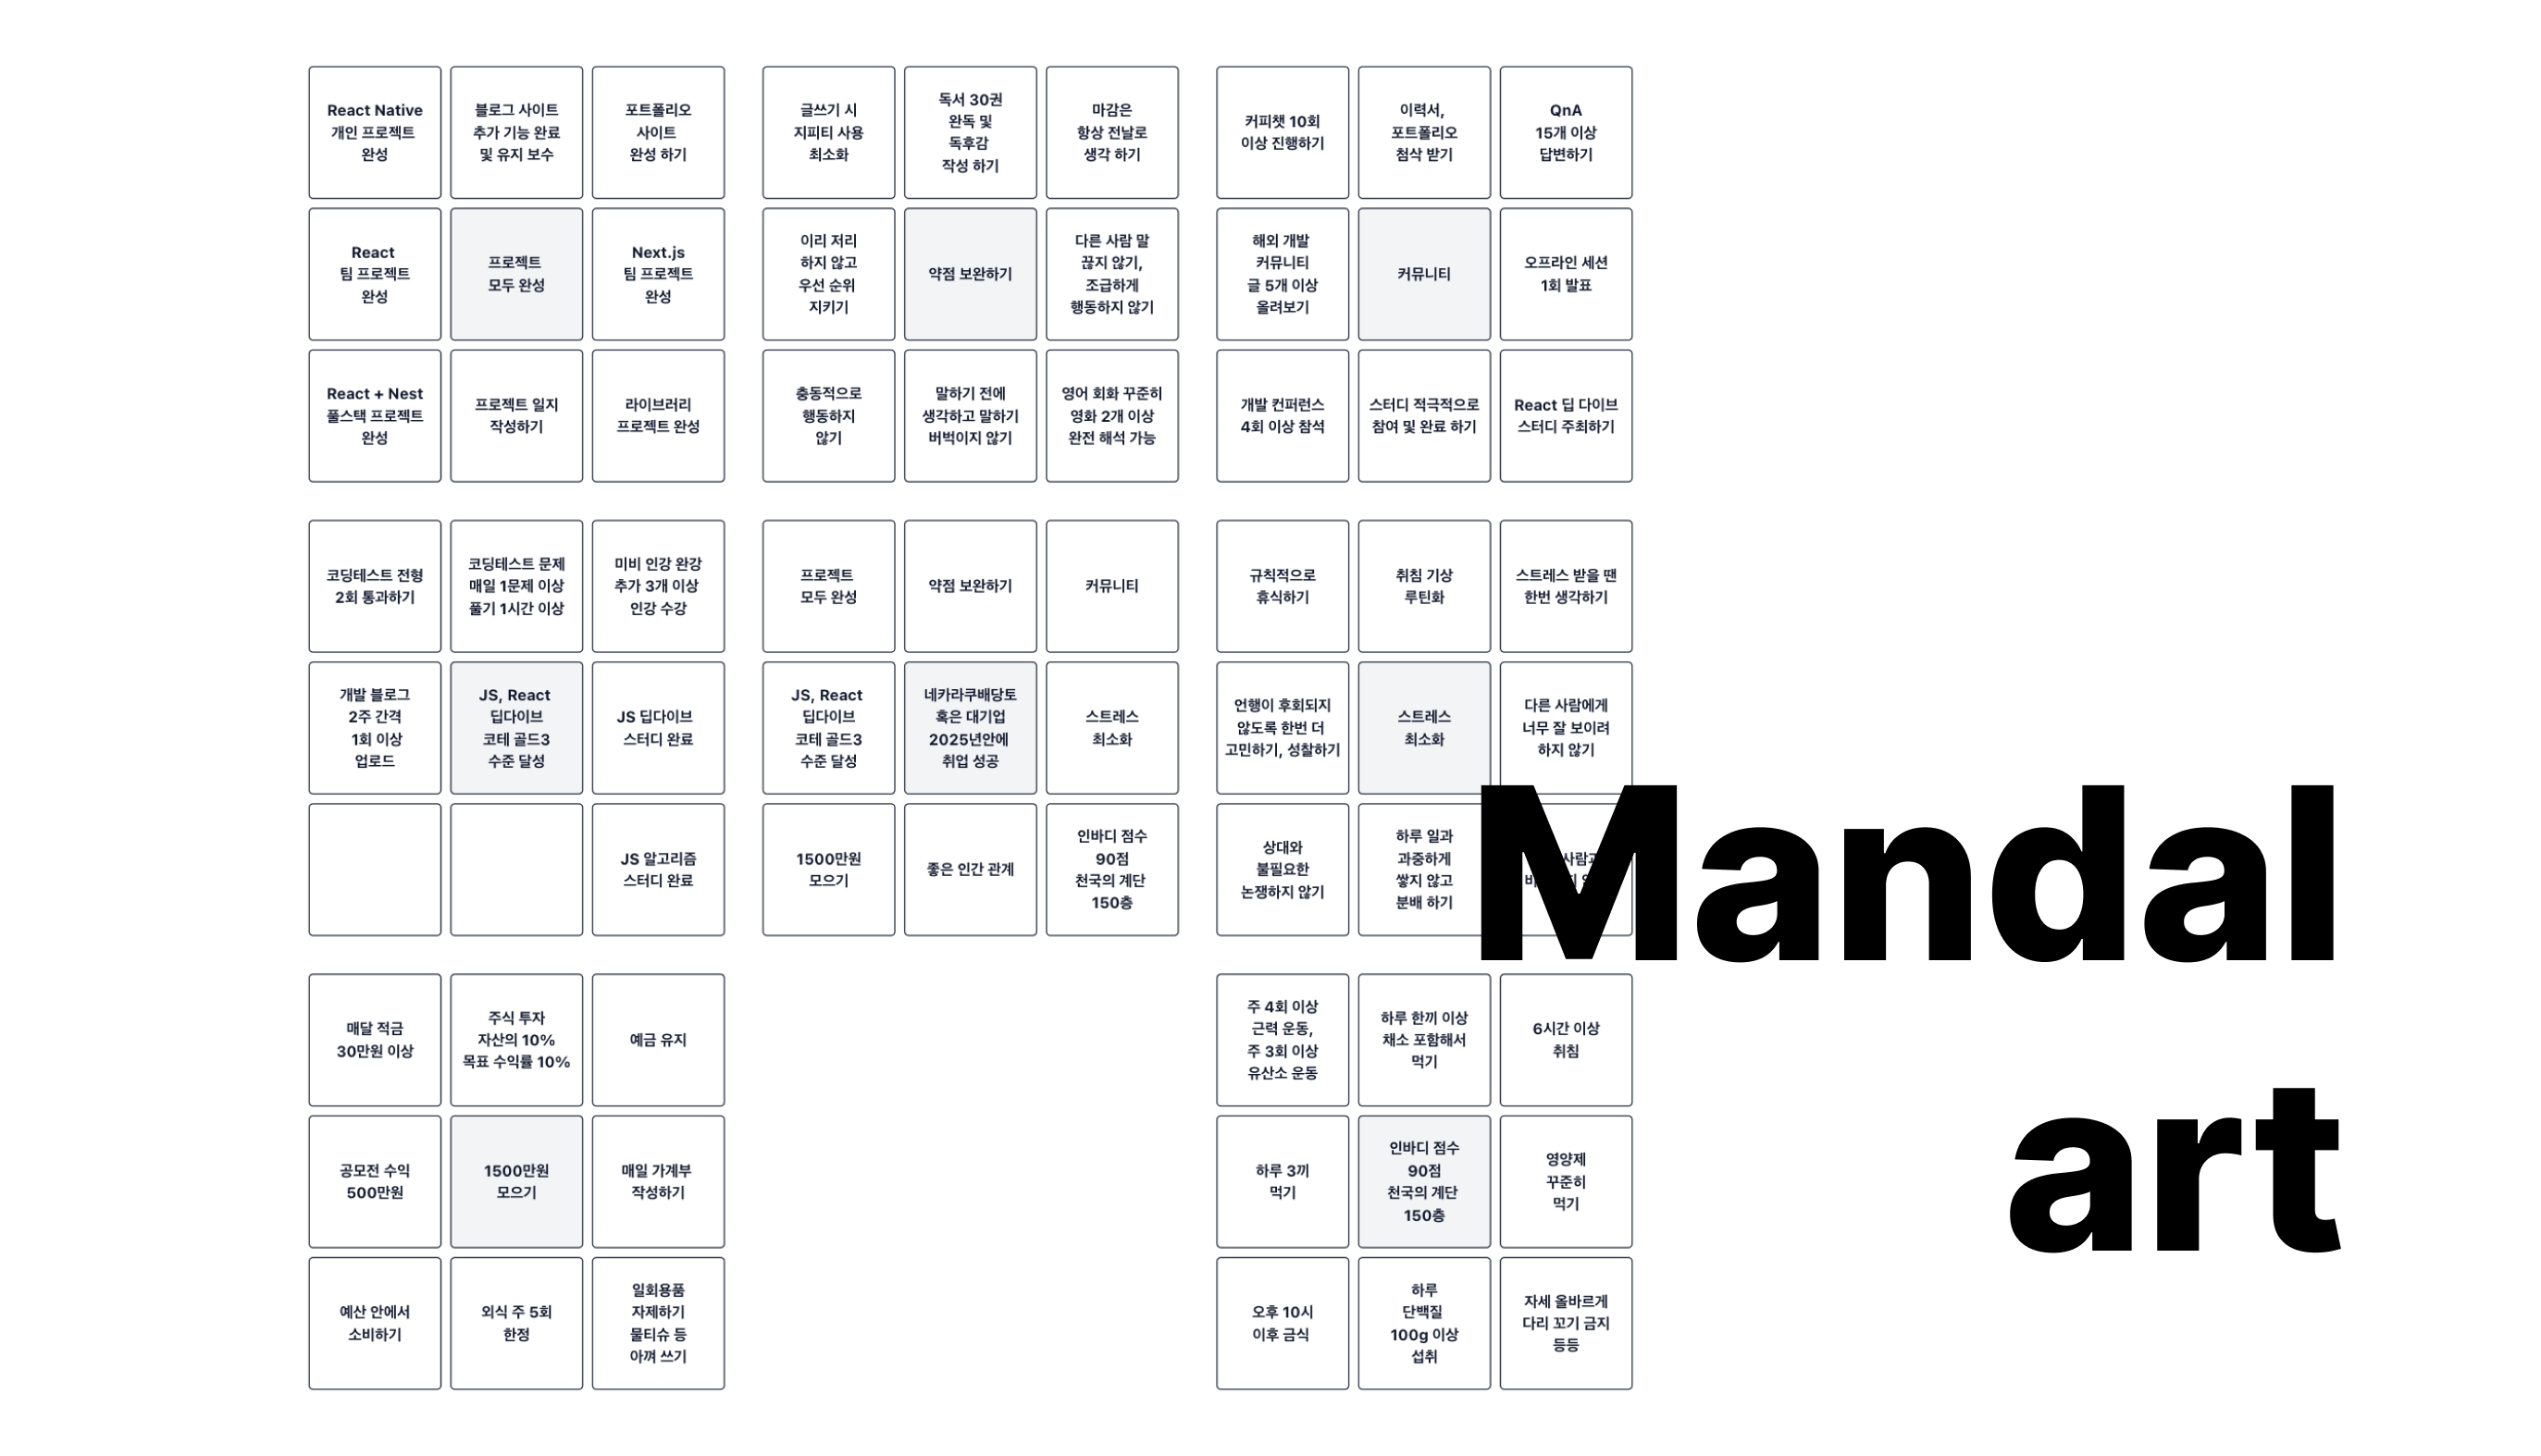 React Native
개인 프로젝트
완성
블로그 사이트
추가 기능 완료
및 유지 보수
포트폴리오
사이트
완성 하기
React
팀 프로젝트
완성
프로젝트
모두 완성
Next.js
팀 프로젝트
완성
React + Nest
풀스택 프로젝트
완성
프로젝트 일지
작성하기
라이브러리
프로젝트 완성
글쓰기 시
지피티 사용
최소화
독서 30권
완독 및
독후감
작성 하기
마감은
항상 전날로
생각 하기
이리 저리
하지 않고
우선 순위
지키기
약점 보완하기
다른 사람 말
끊지 않기,
조급하게
행동하지 않기
충동적으로
행동하지
않기
말하기 전에
생각하고 말하기
버벅이지 않기
영어 회화 꾸준히
영화 2개 이상
완전 해석 가능
커피챗 10회
이상 진행하기
이력서,
포트폴리오
첨삭 받기
QnA
15개 이상
답변하기
해외 개발
커뮤니티
글 5개 이상
올려보기
커뮤니티
오프라인 세션
1회 발표
개발 컨퍼런스
4회 이상 참석
스터디 적극적으로
참여 및 완료 하기
React 딥 다이브
스터디 주최하기
코딩테스트 전형
2회 통과하기
코딩테스트 문제
매일 1문제 이상
풀기 1시간 이상
미비 인강 완강
추가 3개 이상
인강 수강
개발 블로그
2주 간격
1회 이상
업로드
JS, React
딥다이브
코테 골드3
수준 달성
JS 딥다이브
스터디 완료
JS 알고리즘
스터디 완료
프로젝트
모두 완성
약점 보완하기
커뮤니티
JS, React
딥다이브
코테 골드3
수준 달성
네카라쿠배당토
혹은 대기업
2025년안에
취업 성공
스트레스
최소화
1500만원
모으기
좋은 인간 관계
인바디 점수
90점
천국의 계단
150층
규칙적으로
휴식하기
취침 기상
루틴화
스트레스 받을 땐
한번 생각하기
언행이 후회되지
않도록 한번 더
고민하기, 성찰하기
스트레스
최소화
다른 사람에게
너무 잘 보이려
하지 않기
상대와
불필요한
논쟁하지 않기
하루 일과
과중하게
쌓지 않고
분배 하기
매달 적금
30만원 이상
주식 투자
자산의 10%
목표 수익률 10%
예금 유지
공모전 수익
500만원
1500만원
모으기
매일 가계부
작성하기
예산 안에서
소비하기
외식 주 5회
한정
일회용품
자제하기
물티슈 등
아껴 쓰기
주 4회 이상
근력 운동,
주 3회 이상
유산소 운동
하루 한끼 이상
채소 포함해서
먹기
6시간 이상
취침
하루 3끼
먹기
인바디 점수
90점
천국의 계단
150층
영양제
꾸준히
먹기
오후 10시
이후 금식
하루
단백질
100g 이상
섭취
자세 올바르게
다리 꼬기 금지
등등
Mandal
art